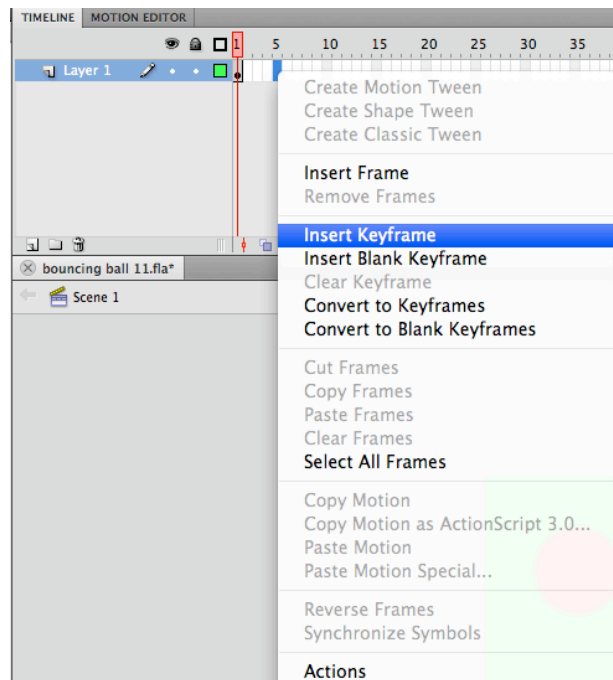 TIMELINE MOTION EDITOR
1 5 10 15 20 25 30 35
Layer 1
Create Motion Tween
Create Shape Tween
Create Classic Tween
Insert Frame
Remove Frames
Insert Keyframe
Insert Blank Keyframe
Clear Keyframe
Convert to Keyframes
Convert to Blank Keyframes
Cut Frames
Copy Frames
Paste Frames
Clear Frames
Select All Frames
Copy Motion
Copy Motion as ActionScript 3.0...
Paste Motion
Paste Motion Special...
Reverse Frames
Synchronize Symbols
Actions
bouncing ball 11.fla*
Scene 1